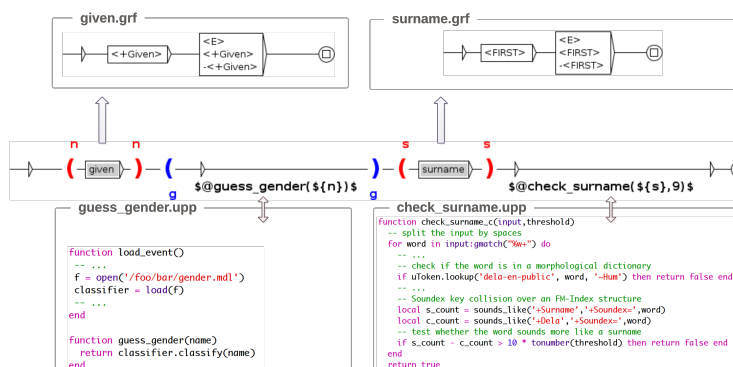 given.grf
surname.grf
<+Given>
<E>
<+Given>
-<+Given>
<FIRST>
<E>
<FIRST>
-<FIRST>
n n s s
( given ) ( ) ( surname )
g g
$@guess_gender(${n})$ $@check_surname(${s},9)$
guess_gender.upp
function load_event()
-- ...
f = open('/foo/bar/gender.mdl')
classifier = load(f)
-- ...
end
function guess_gender(name)
return classifier.classify(name)
end
check_surname.upp
function check_surname_c(input,threshold)
-- split the input by spaces
for word in input:gmatch("%w+") do
-- ...
-- check if the word is in a morphological dictionary
if uToken.lookup('dela-en-public', word, '~Hum') then return false end
-- ...
-- Soundex key collision over an FM-Index structure
local s_count = sounds_like('+Surname','+Soundex=',word)
local c_count = sounds_like('+Dela','+Soundex=',word)
-- test whether the word sounds more like a surname
if s_count - c_count > 10 * tonumber(threshold) then return false end
end
return true